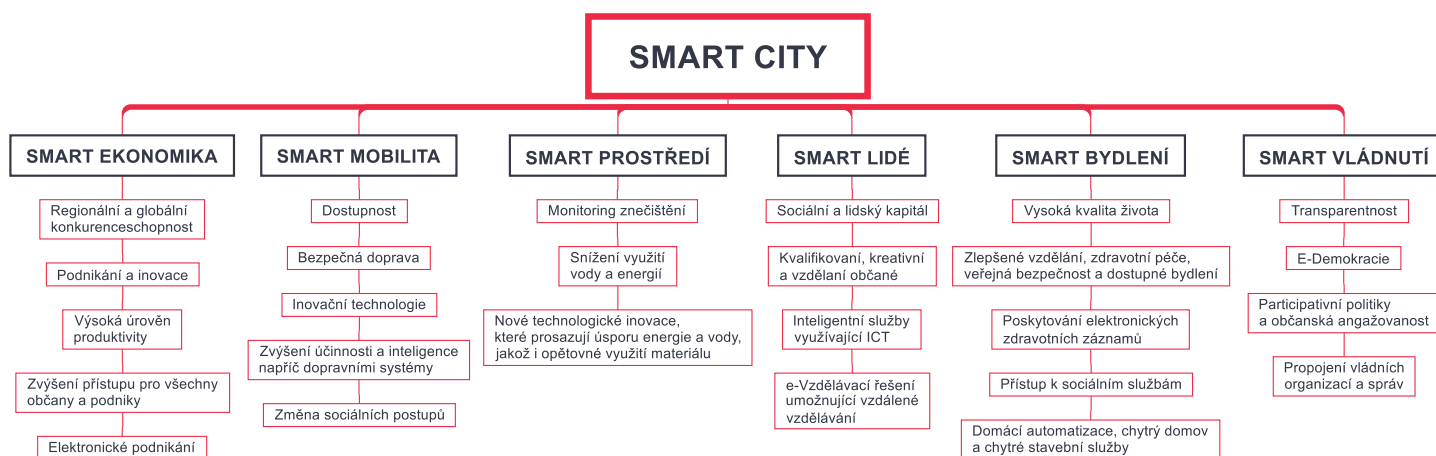 SMART CITY
SMART EKONOMIKA
Regionální a globální
konkurenceschopnost
Podnikání a inovace
Výsoká úrověn
produktivity
Zvýšení přístupu pro všechny
občany a podniky
Elektronické podnikání
SMART MOBILITA
Dostupnost
Bezpečná doprava
Inovační technologie
Zvýšení účinnosti a inteligence
napříč dopravními systémy
Změna sociálních postupů
SMART PROSTŘEDÍ
Monitoring znečištění
Snížení využití
vody a energií
Nové technologické inovace,
které prosazují úsporu energie a vody,
jakož i opětovné využití materiálu
SMART LIDÉ
Sociální a lidský kapitál
Kvalifikovaní, kreativní
a vzdělaní občané
Inteligentní služby
využívající ICT
e-Vzdělávací řešení
umožnující vzdálené
vzdělávání
SMART BYDLENÍ
Vysoká kvalita života
Zlepšené vzdělání, zdravotní péče,
veřejná bezpečnost a dostupné bydlení
Poskytování elektronických
zdravotních záznamů
Přístup k sociálním službám
Domácí automatizace, chytrý domov
a chytré stavební služby
SMART VLÁDNUTÍ
Transparentnost
E-Demokracie
Participativní politiky
a občanská angažovanost
Propojení vládních
organizací a správ